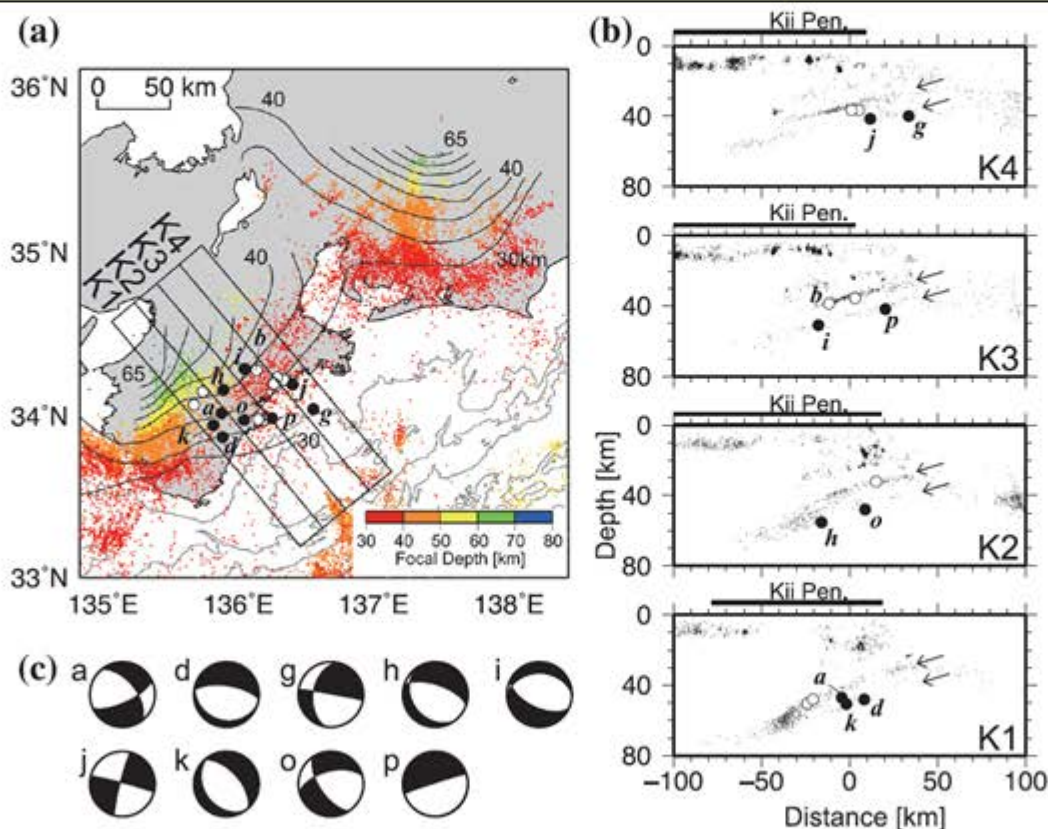 (a)
0 50 km
36°N
35°N
34°N
33°N
135°E 136°E 137°E 138°E
40
65
40
30km
40
65
30
K1 K2 K3 K4
b
i
h
j
a
o
p
g
k
d
30 40 50 60 70 80
Focal Depth [km]
(b)
Kii Pen.
0
40
80
j
g
K4
Kii Pen.
0
40
80
b
i
p
K3
Kii Pen.
0
40
80
h
o
K2
Kii Pen.
0
40
80
a
k
d
K1
Depth [km]
−100 −50 0 50 100
Distance [km]
(c)
a d g h i
j k o p